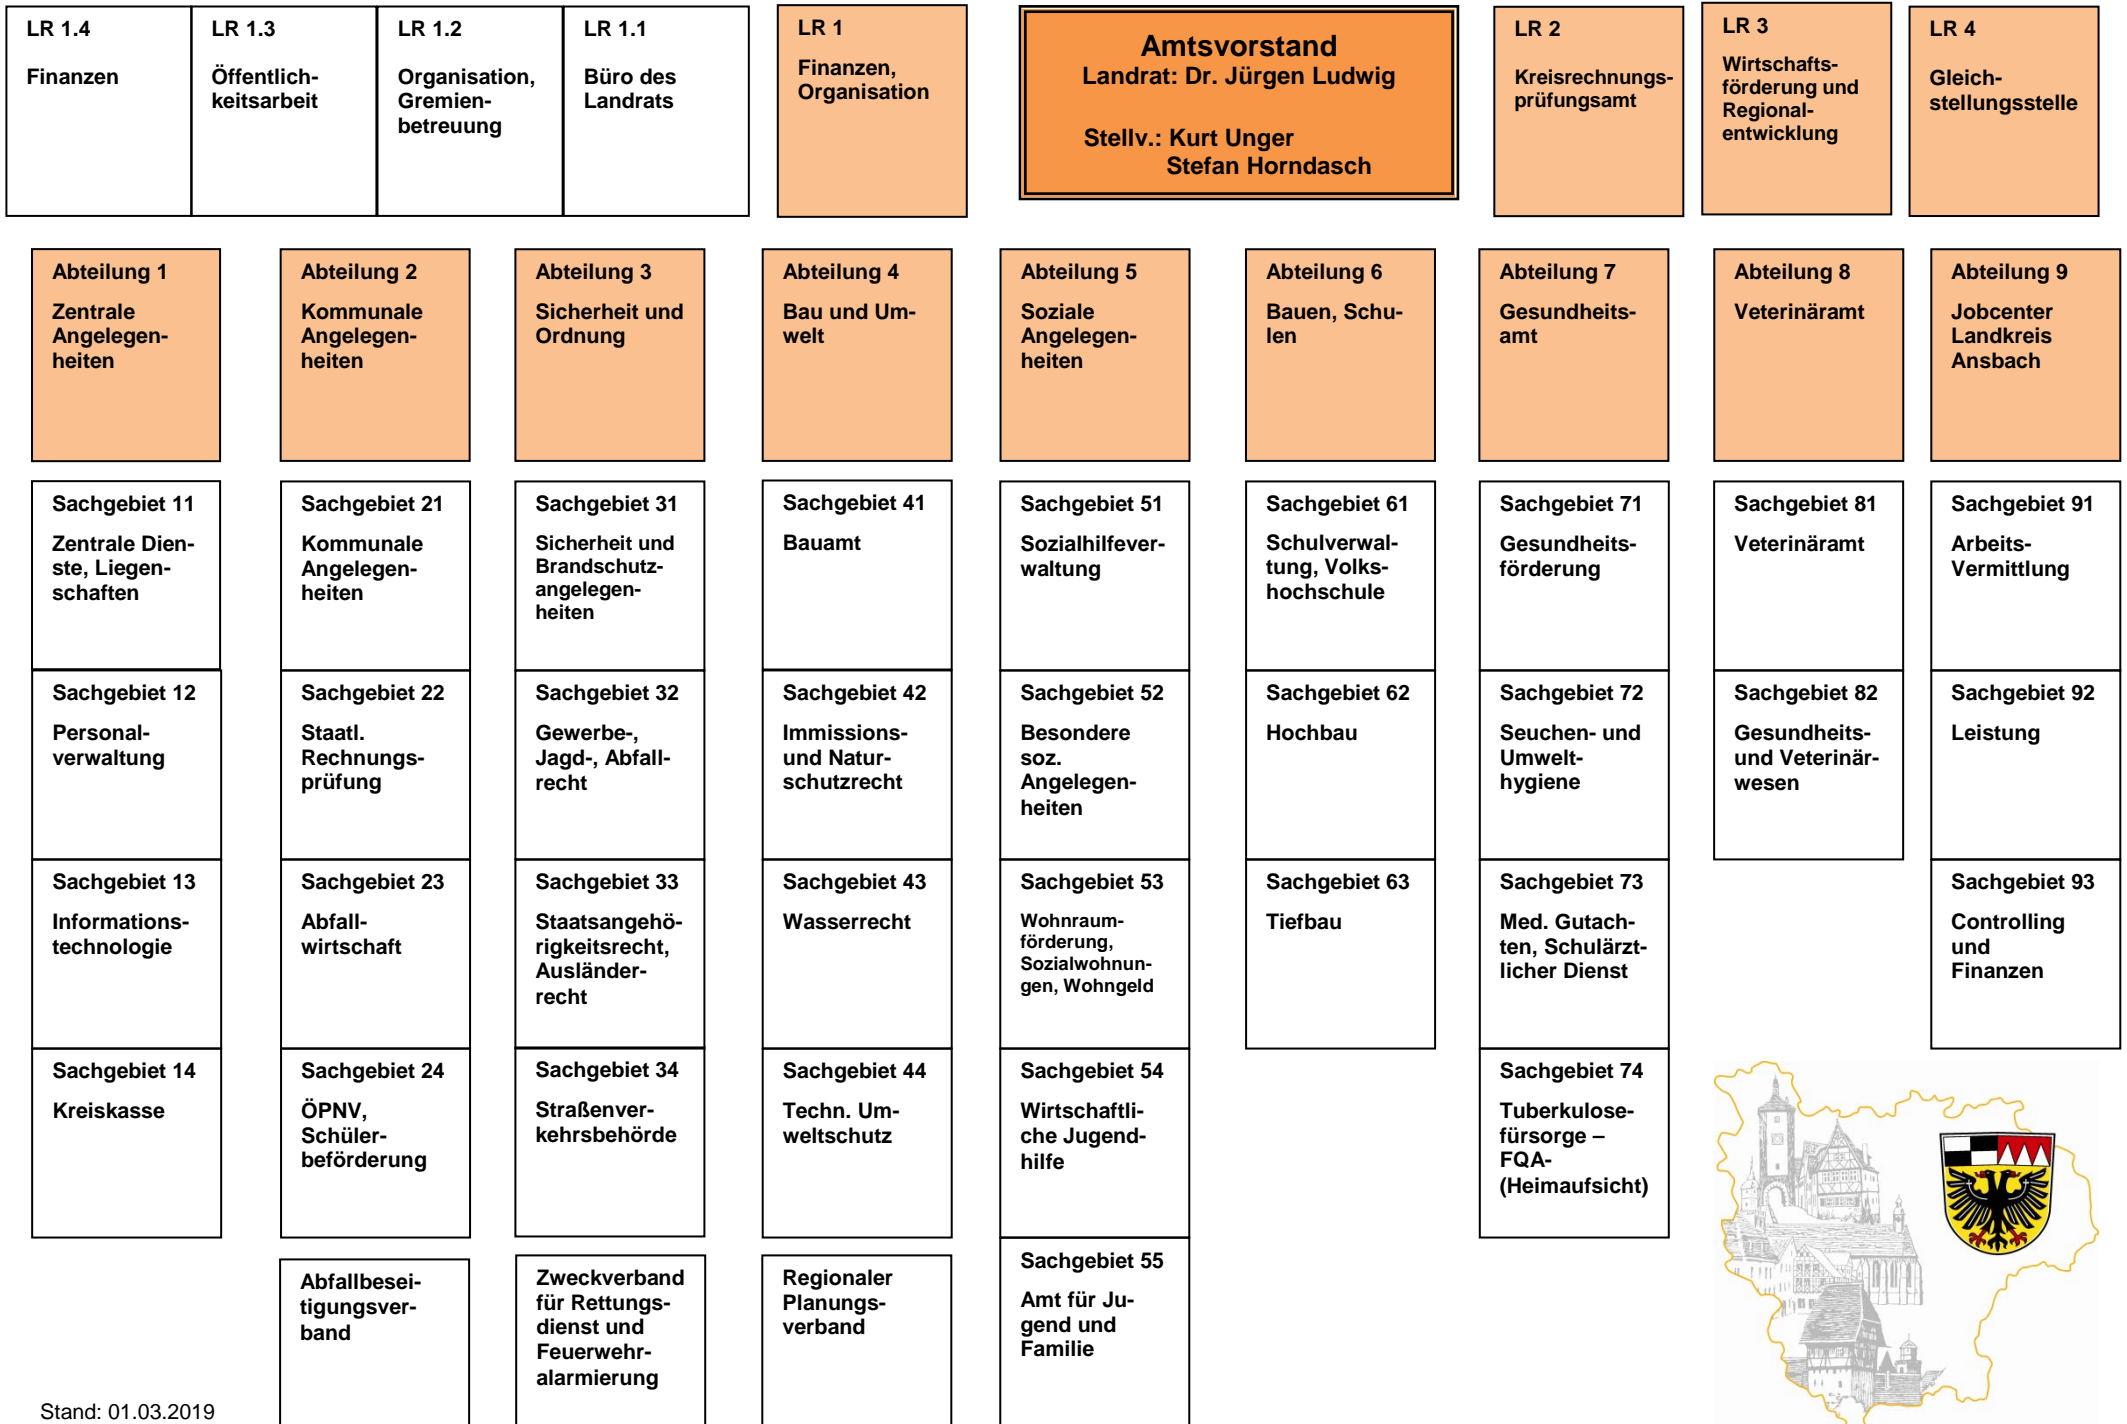 LR 1.4
Finanzen
LR 1.3
Öffentlich-
keitsarbeit
LR 1.2
Organisation,
Gremien-
betreuung
LR 1.1
Büro des
Landrats
LR 1
Finanzen,
Organisation
Amtsvorstand
Landrat: Dr. Jürgen Ludwig
Stellv.: Kurt Unger
Stefan Horndasch
LR 2
Kreisrechnungs-
prüfungsamt
LR 3
Wirtschafts-
förderung und
Regional-
entwicklung
LR 4
Gleich-
stellungsstelle
Abteilung 1
Zentrale
Angelegen-
heiten
Abteilung 2
Kommunale
Angelegen-
heiten
Abteilung 3
Sicherheit und
Ordnung
Abteilung 4
Bau und Um-
welt
Abteilung 5
Soziale
Angelegen-
heiten
Abteilung 6
Bauen, Schu-
len
Abteilung 7
Gesundheits-
amt
Abteilung 8
Veterinäramt
Abteilung 9
Jobcenter
Landkreis
Ansbach
Sachgebiet 11
Zentrale Dien-
ste, Liegen-
schaften
Sachgebiet 21
Kommunale
Angelegen-
heiten
Sachgebiet 31
Sicherheit und
Brandschutz-
angelegen-
heiten
Sachgebiet 41
Bauamt
Sachgebiet 51
Sozialhilfever-
waltung
Sachgebiet 61
Schulverwal-
tung, Volks-
hochschule
Sachgebiet 71
Gesundheits-
förderung
Sachgebiet 81
Veterinäramt
Sachgebiet 91
Arbeits-
Vermittlung
Sachgebiet 12
Personal-
verwaltung
Sachgebiet 22
Staatl.
Rechnungs-
prüfung
Sachgebiet 32
Gewerbe-,
Jagd-, Abfall-
recht
Sachgebiet 42
Immissions-
und Natur-
schutzrecht
Sachgebiet 52
Besondere
soz.
Angelegen-
heiten
Sachgebiet 62
Hochbau
Sachgebiet 72
Seuchen- und
Umwelt-
hygiene
Sachgebiet 82
Gesundheits-
und Veterinär-
wesen
Sachgebiet 92
Leistung
Sachgebiet 13
Informations-
technologie
Sachgebiet 23
Abfall-
wirtschaft
Sachgebiet 33
Staatsangehö-
rigkeitsrecht,
Ausländer-
recht
Sachgebiet 43
Wasserrecht
Sachgebiet 53
Wohnraum-
förderung,
Sozialwohnun-
gen, Wohngeld
Sachgebiet 63
Tiefbau
Sachgebiet 73
Med. Gutach-
ten, Schulärzt-
licher Dienst
Sachgebiet 93
Controlling
und
Finanzen
Sachgebiet 14
Kreiskasse
Sachgebiet 24
ÖPNV,
Schüler-
beförderung
Sachgebiet 34
Straßenver-
kehrsbehörde
Sachgebiet 44
Techn. Um-
weltschutz
Sachgebiet 54
Wirtschaftli-
che Jugend-
hilfe
Sachgebiet 74
Tuberkulose-
fürsorge –
FQA-
(Heimaufsicht)
Abfallbesei-
tigungsver-
band
Zweckverband
für Rettungs-
dienst und
Feuerwehr-
alarmierung
Regionaler
Planungs-
verband
Sachgebiet 55
Amt für Ju-
gend und
Familie
Stand: 01.03.2019